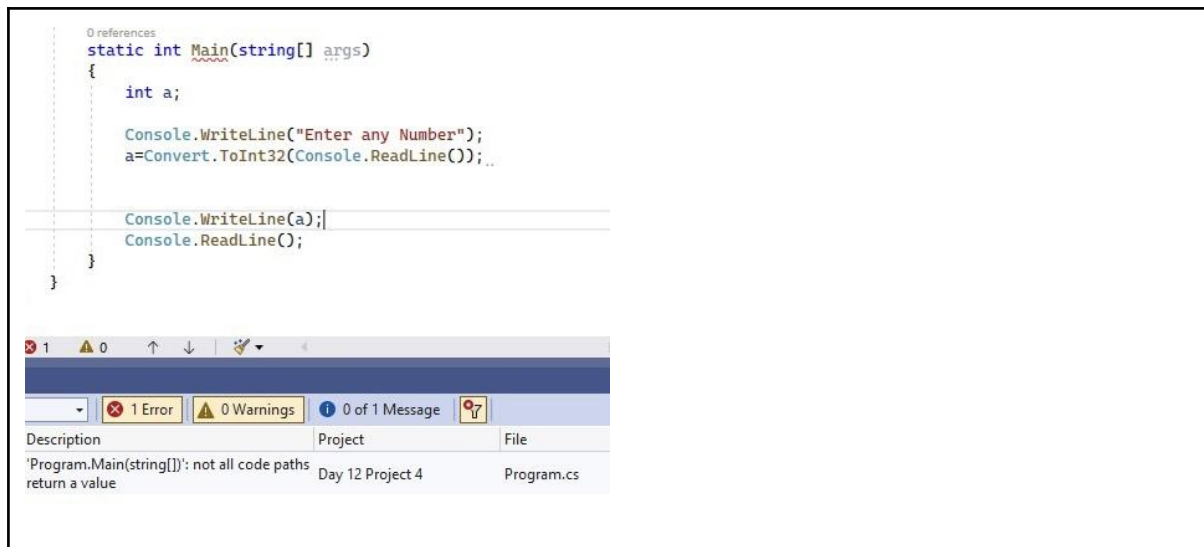 0 references
static int Main(string[] args)
{
int a;
Console.WriteLine("Enter any Number");
a=Convert.ToInt32(Console.ReadLine());
Console.WriteLine(a);
Console.ReadLine();
}
}
1 0
1 Error 0 Warnings 0 of 1 Message
Description Project File
'Program.Main(string[])': not all code paths
return a value Day 12 Project 4 Program.cs